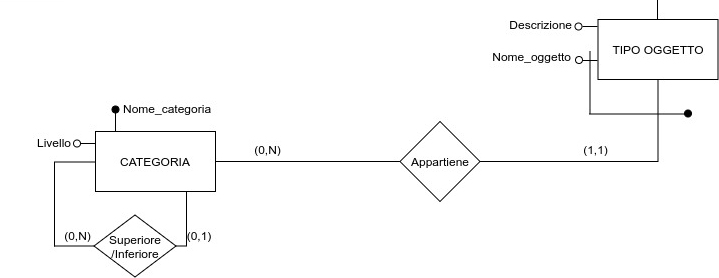 Descrizione
TIPO OGGETTO
Nome_oggetto
Nome_categoria
Livello
CATEGORIA
(0,N)
Appartiene
(1,1)
(0,N)
Superiore
/Inferiore
(0,1)